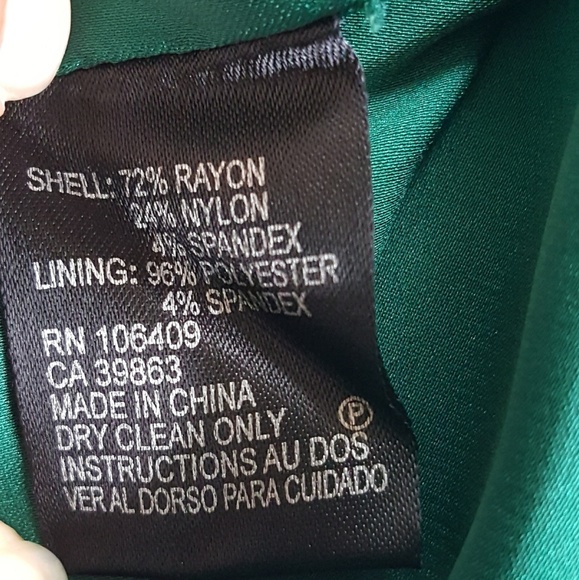 SHELL: 72% RAYON
24% NYLON
4% SPANDEX
LINING: 96% POLYESTER
4% SPANDEX
RN 106409
CA 39863
MADE IN CHINA
DRY CLEAN ONLY Ⓟ
INSTRUCTIONS AU DOS
VER AL DORSO PARA CUIDADO